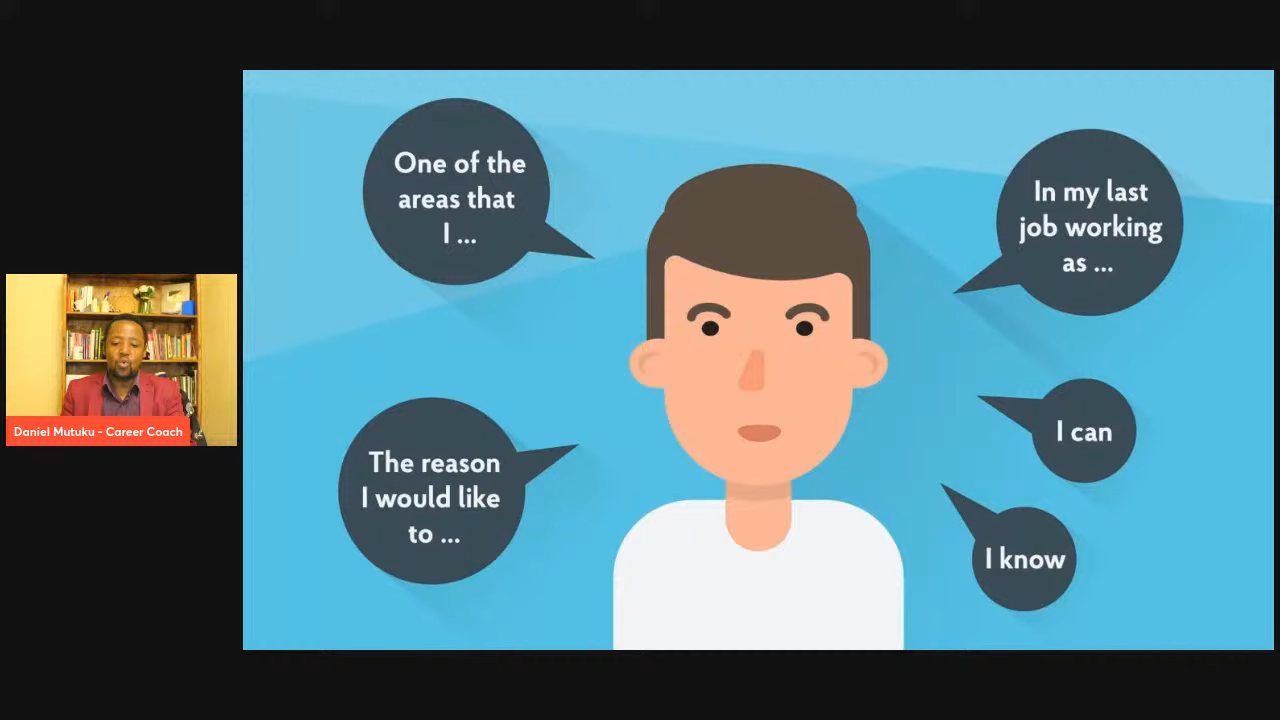 One of the
areas that
I ...
In my last
job working
as ...
I can
Daniel Mutuku - Career Coach
The reason
I would like
to ...
I know